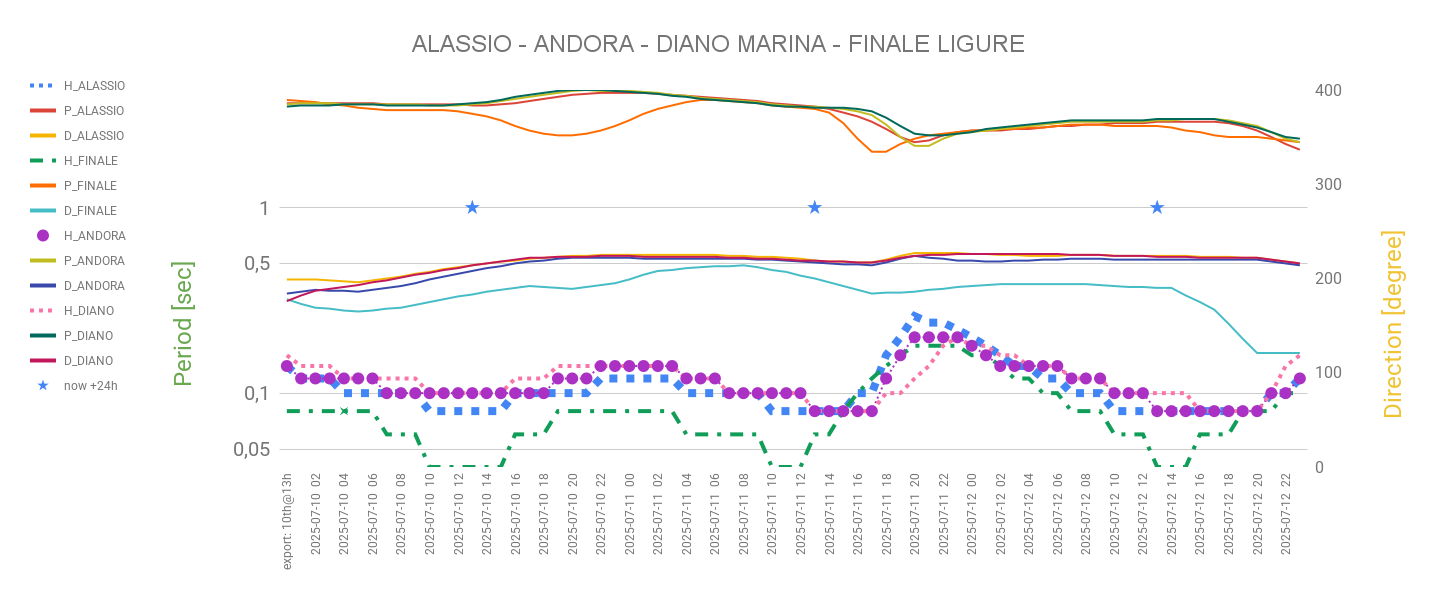 ALASSIO - ANDORA - DIANO MARINA - FINALE LIGURE
H_ALASSIO
P_ALASSIO
D_ALASSIO
H_FINALE
P_FINALE
D_FINALE
H_ANDORA
P_ANDORA
D_ANDORA
H_DIANO
P_DIANO
D_DIANO
now +24h
Period [sec]
1
0,5
0,1
0,05
400
300
200
100
0
Direction [degree]
export: 10th@13h
2025-07-10 02
2025-07-10 04
2025-07-10 06
2025-07-10 08
2025-07-10 10
2025-07-10 12
2025-07-10 14
2025-07-10 16
2025-07-10 18
2025-07-10 20
2025-07-10 22
2025-07-11 00
2025-07-11 02
2025-07-11 04
2025-07-11 06
2025-07-11 08
2025-07-11 10
2025-07-11 12
2025-07-11 14
2025-07-11 16
2025-07-11 18
2025-07-11 20
2025-07-11 22
2025-07-12 00
2025-07-12 02
2025-07-12 04
2025-07-12 06
2025-07-12 08
2025-07-12 10
2025-07-12 12
2025-07-12 14
2025-07-12 16
2025-07-12 18
2025-07-12 20
2025-07-12 22